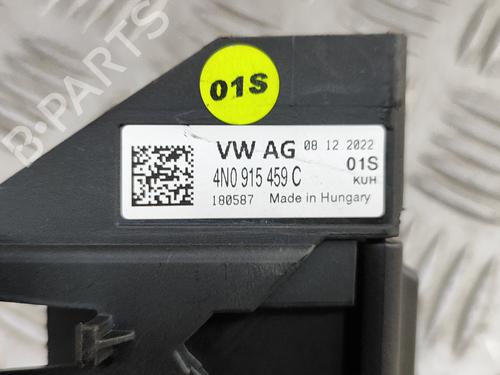 B-PARTS
01S
VW AG 08 12 2022
4N0 915 459 C 01S
KUH
180587 Made in Hungary